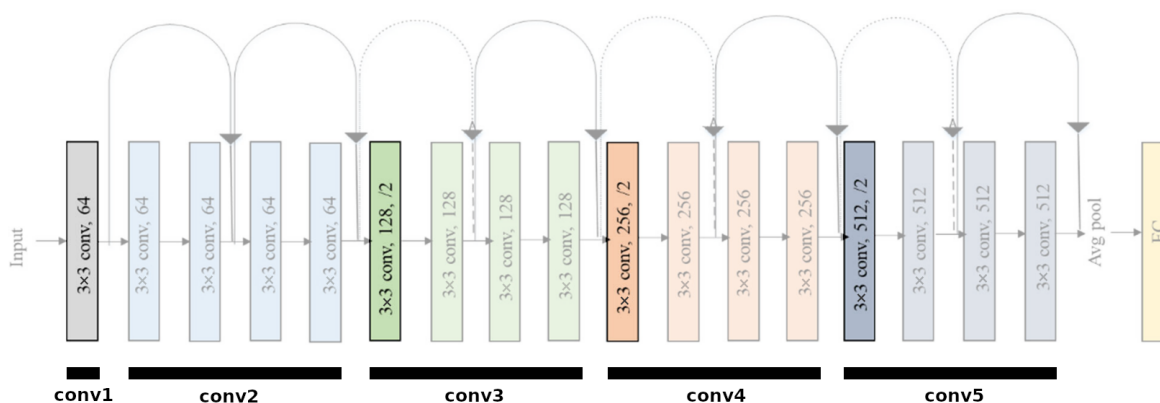 Input
3×3 conv, 64
3×3 conv, 64
3×3 conv, 64
3×3 conv, 64
3×3 conv, 64
3×3 conv, 128, /2
3×3 conv, 128
3×3 conv, 128
3×3 conv, 128
3×3 conv, 256, /2
3×3 conv, 256
3×3 conv, 256
3×3 conv, 256
3×3 conv, 512, /2
3×3 conv, 512
3×3 conv, 512
3×3 conv, 512
Avg pool
conv1
conv2
conv3
conv4
conv5